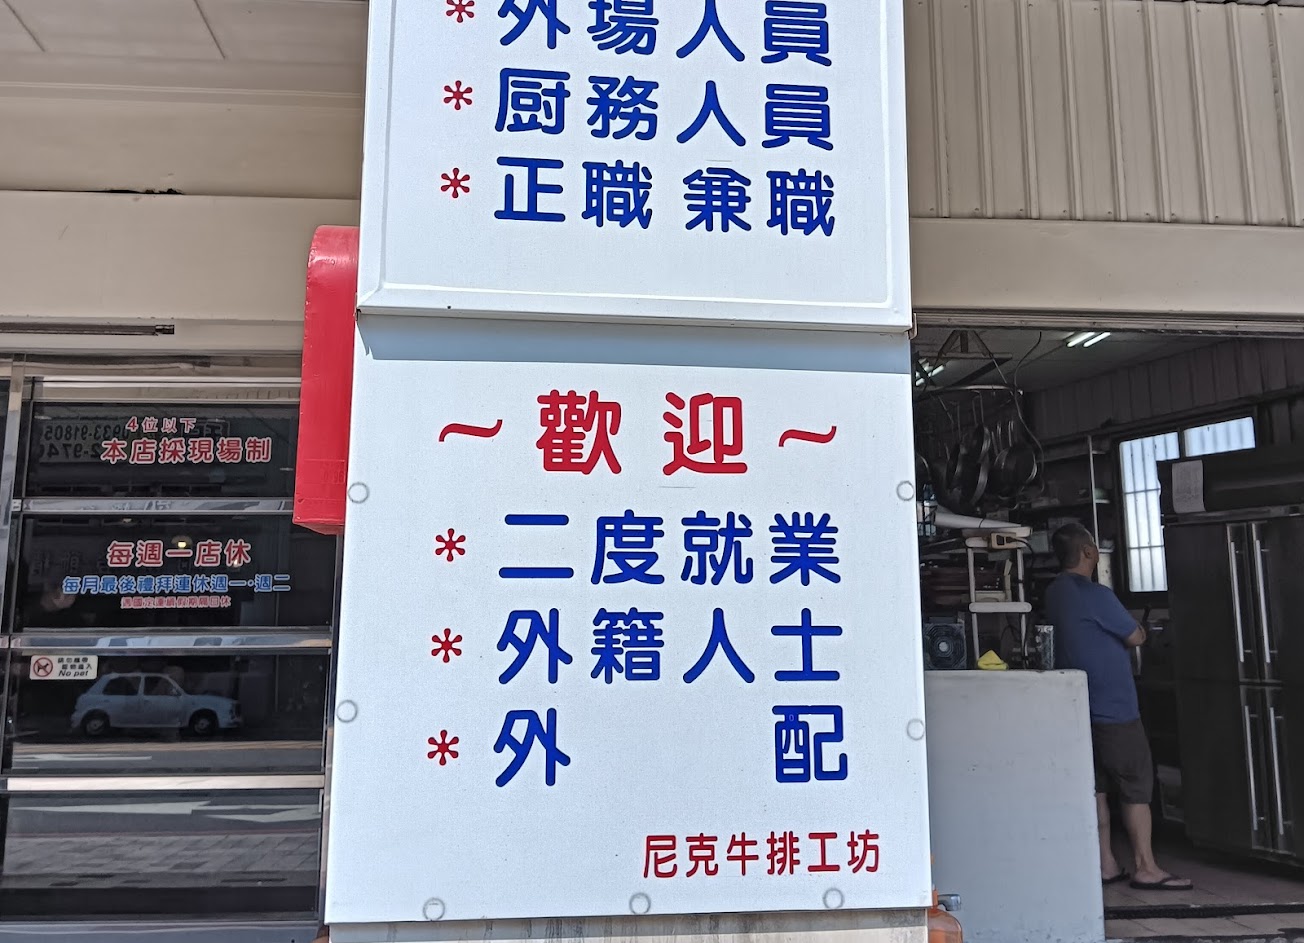 * 外場人員
* 厨務人員
* 正職兼職
~歡迎~
* 二度就業
* 外籍人士
* 外 配
尼克牛排工坊
4位以下
本店採現場制
每週一店休
每月最後禮拜連休週一・週二
No pet